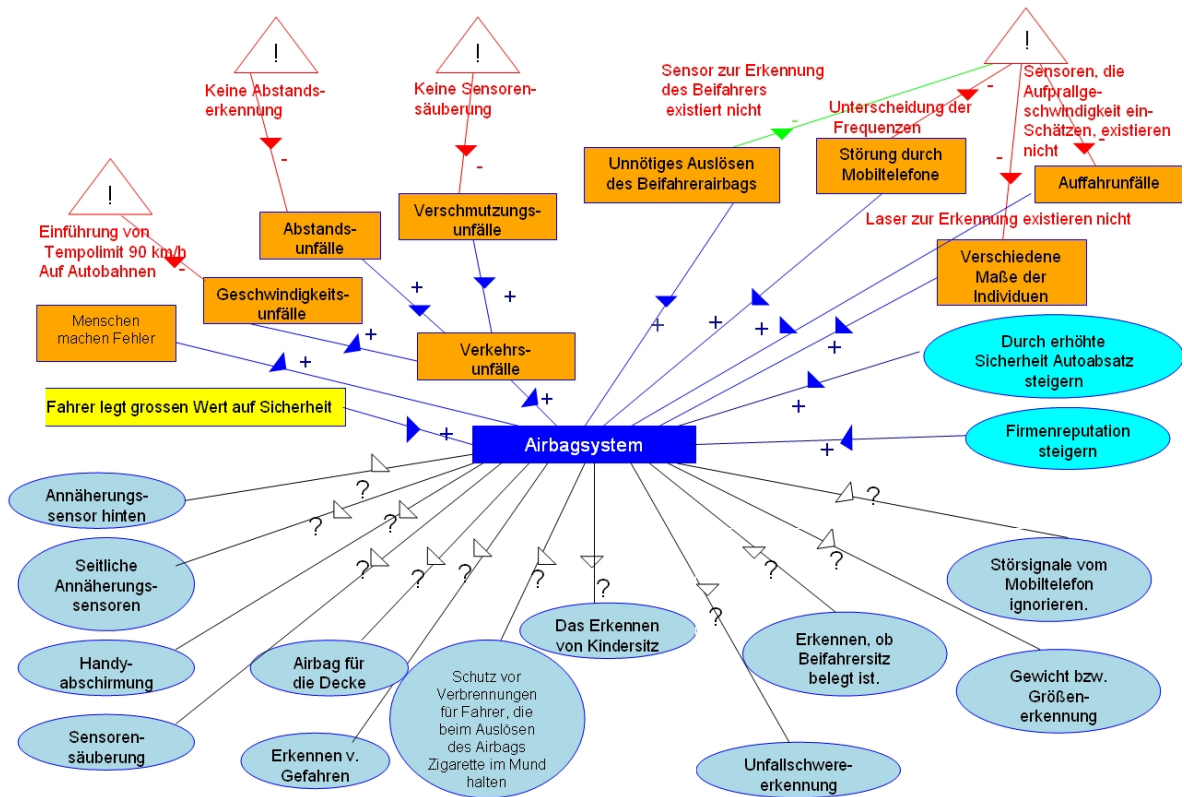 !
Keine Abstands-
erkennung
!
Keine Sensoren-
säuberung
Sensor zur Erkennung
des Beifahrers
existiert nicht
!
Sensoren, die
Aufprallge-
schwindigkeit ein-
Schätzen, existieren
nicht
Unterscheidung der
Frequenzen
-
-
-
-
-
-
!
Einführung von
Tempolimit 90 km/h
Auf Autobahnen
-
Unnötiges Auslösen
des Beifahrerairbags
Störung durch
Mobiltelefone
Auffahrunfälle
Laser zur Erkennung existieren nicht
Abstands-
unfälle
Verschmutzungs-
unfälle
Verschiedene
Maße der
Individuen
Geschwindigkeits-
unfälle
Menschen
machen Fehler
Verkehrs-
unfälle
+
+
+
+
+
+
+
+
+
+
Durch erhöhte
Sicherheit Autoabsatz
steigern
+
Fahrer legt grossen Wert auf Sicherheit
+
Airbagsystem
Firmenreputation
steigern
+
Annäherungs-
sensor hinten
?
Seitliche
Annäherungs-
sensoren
?
Handy-
abschirmung
?
Sensoren-
säuberung
?
Airbag für
die Decke
?
Erkennen v.
Gefahren
?
Schutz vor
Verbrennungen
für Fahrer, die
beim Auslösen
des Airbags
Zigarette im Mund
halten
?
Das Erkennen
von Kindersitz
?
Unfallschwere-
erkennung
?
Erkennen, ob
Beifahrersitz
belegt ist.
?
Gewicht bzw.
Größen-
erkennung
?
Störsignale vom
Mobiltelefon
ignorieren.
?